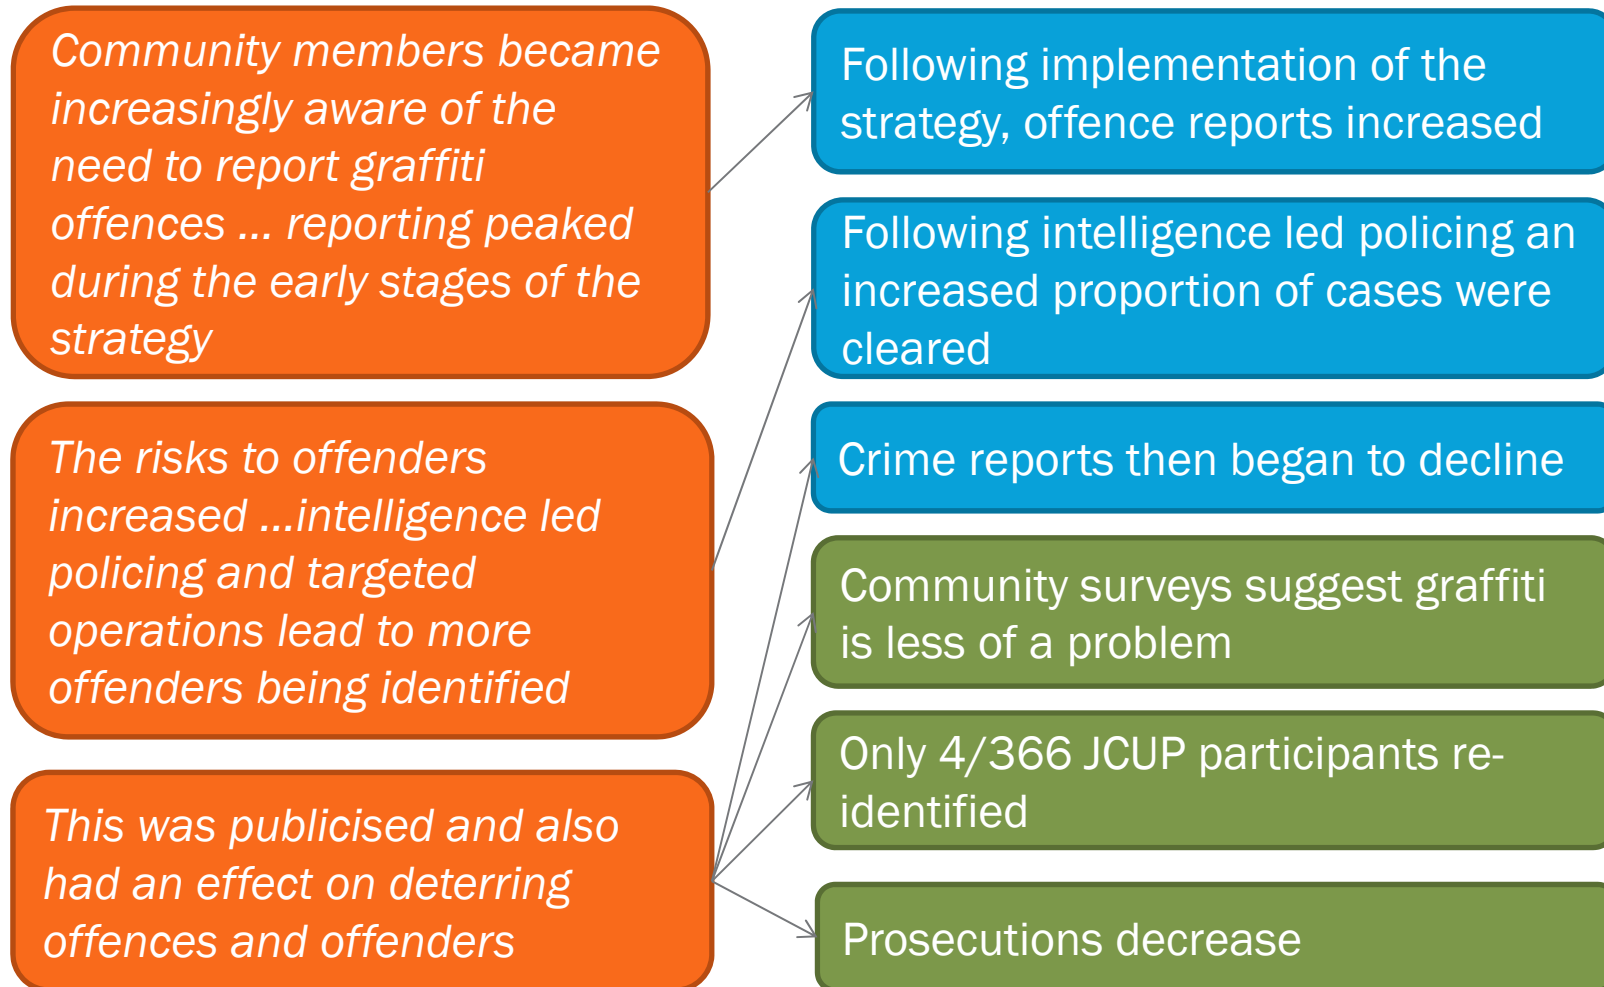 Community members became
increasingly aware of the
need to report graffiti
offences ... reporting peaked
during the early stages of the
strategy
The risks to offenders
increased ...intelligence led
policing and targeted
operations lead to more
offenders being identified
This was publicised and also
had an effect on deterring
offences and offenders
Following implementation of the
strategy, offence reports increased
Following intelligence led policing an
increased proportion of cases were
cleared
Crime reports then began to decline
Community surveys suggest graffiti
is less of a problem
Only 4/366 JCUP participants re-
identified
Prosecutions decrease